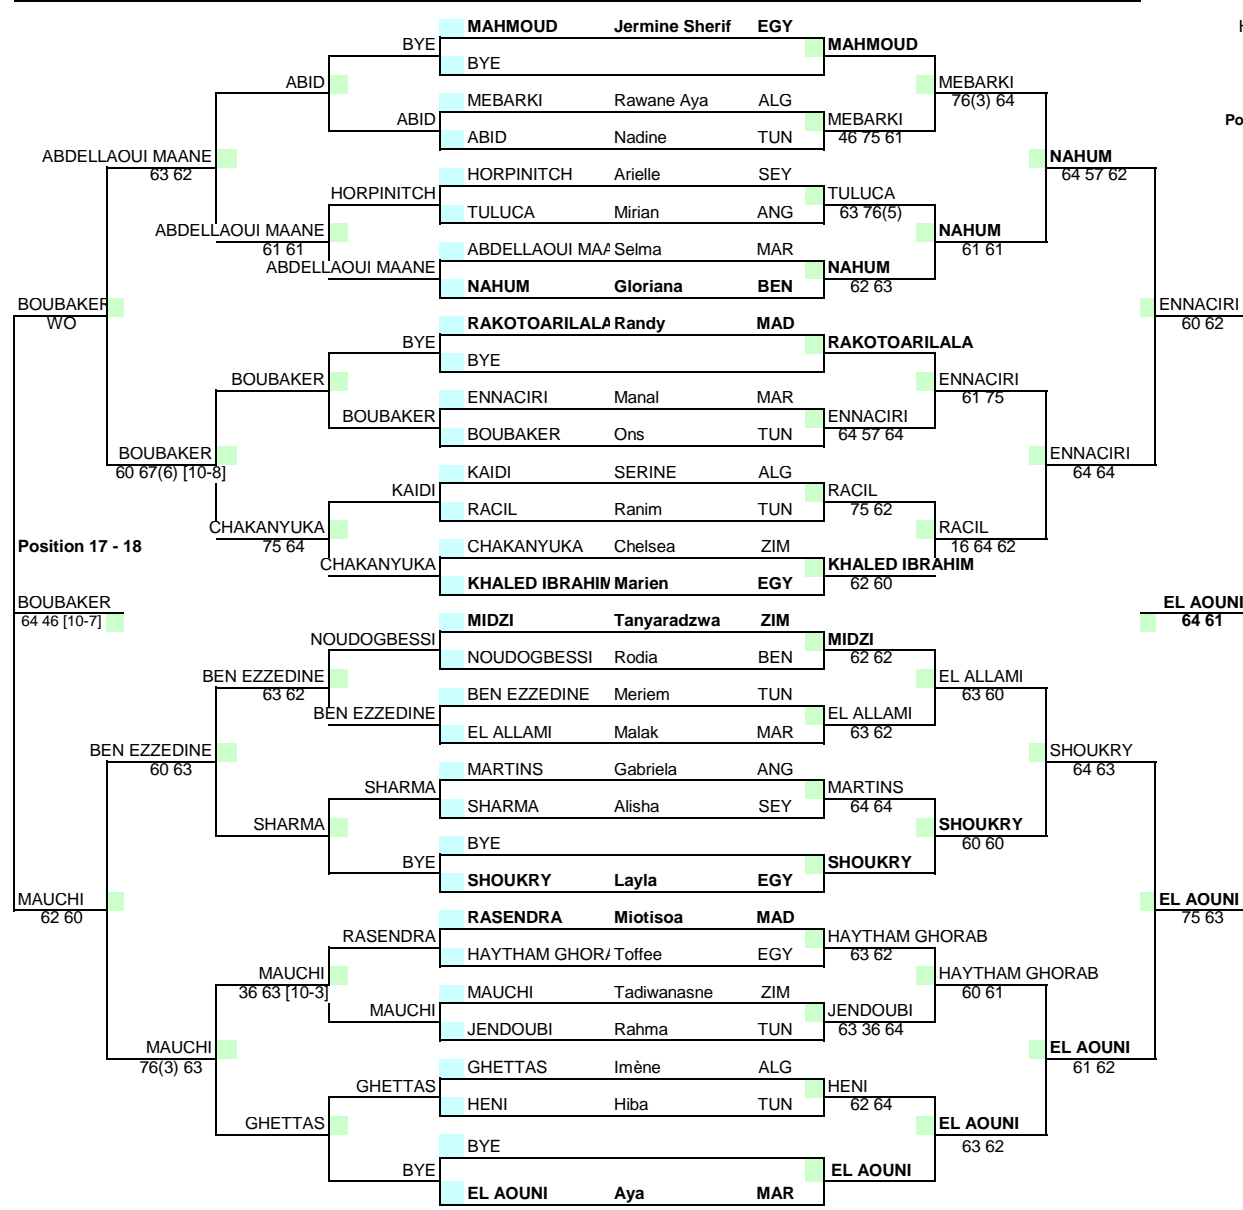 MAHMOUD Jermine Sherif EGY H
BYE MAHMOUD
BYE
ABID MEBARKI
76(3) 64
MEBARKI Rawane Aya ALG
ABID MEBARKI Po
ABID Nadine TUN 46 75 61
ABDELLAOUI MAANE NAHUM
63 62 64 57 62
HORPINITCH Arielle SEY
HORPINITCH TULUCA
TULUCA Mirian ANG 63 76(5)
ABDELLAOUI MAANE NAHUM
61 61 61 61
ABDELLAOUI MAA Selma MAR
ABDELLAOUI MAANE NAHUM
NAHUM Gloriana BEN 62 63
BOUBAKER ENNACIRI
WO 60 62
RAKOTOARILALA Randy MAD
BYE RAKOTOARILALA
BYE
BOUBAKER ENNACIRI
61 75
ENNACIRI Manal MAR
BOUBAKER ENNACIRI
BOUBAKER Ons TUN 64 57 64
BOUBAKER ENNACIRI
60 67(6) [10-8] 64 64
KAIDI SERINE ALG
KAIDI RACIL
RACIL Ranim TUN 75 62
CHAKANYUKA RACIL
Position 17 - 18 75 64 CHAKANYUKA Chelsea ZIM 16 64 62
CHAKANYUKA KHALED IBRAHIM
KHALED IBRAHIM Marien EGY 62 60
BOUBAKER EL AOUNI
64 46 [10-7] MIDZI Tanyaradzwa ZIM 64 61
NOUDOGBESSI MIDZI
NOUDOGBESSI Rodia BEN 62 62
BEN EZZEDINE EL ALLAMI
63 62 BEN EZZEDINE Meriem TUN 63 60
BEN EZZEDINE EL ALLAMI
EL ALLAMI Malak MAR 63 62
BEN EZZEDINE SHOUKRY
60 63 MARTINS Gabriela ANG 64 63
SHARMA MARTINS
SHARMA Alisha SEY 64 64
SHARMA SHOUKRY
BYE 60 60
BYE SHOUKRY
SHOUKRY Layla EGY
MAUCHI EL AOUNI
62 60 RASENDRA Miotisoa MAD 75 63
RASENDRA HAYTHAM GHORAB
HAYTHAM GHORA Toffee EGY 63 62
MAUCHI HAYTHAM GHORAB
36 63 [10-3] MAUCHI Tadiwanasne ZIM 60 61
MAUCHI JENDOUBI
JENDOUBI Rahma TUN 63 36 64
MAUCHI EL AOUNI
76(3) 63 GHETTAS Imène ALG 61 62
GHETTAS HENI
HENI Hiba TUN 62 64
GHETTAS EL AOUNI
BYE 63 62
BYE EL AOUNI
EL AOUNI Aya MAR